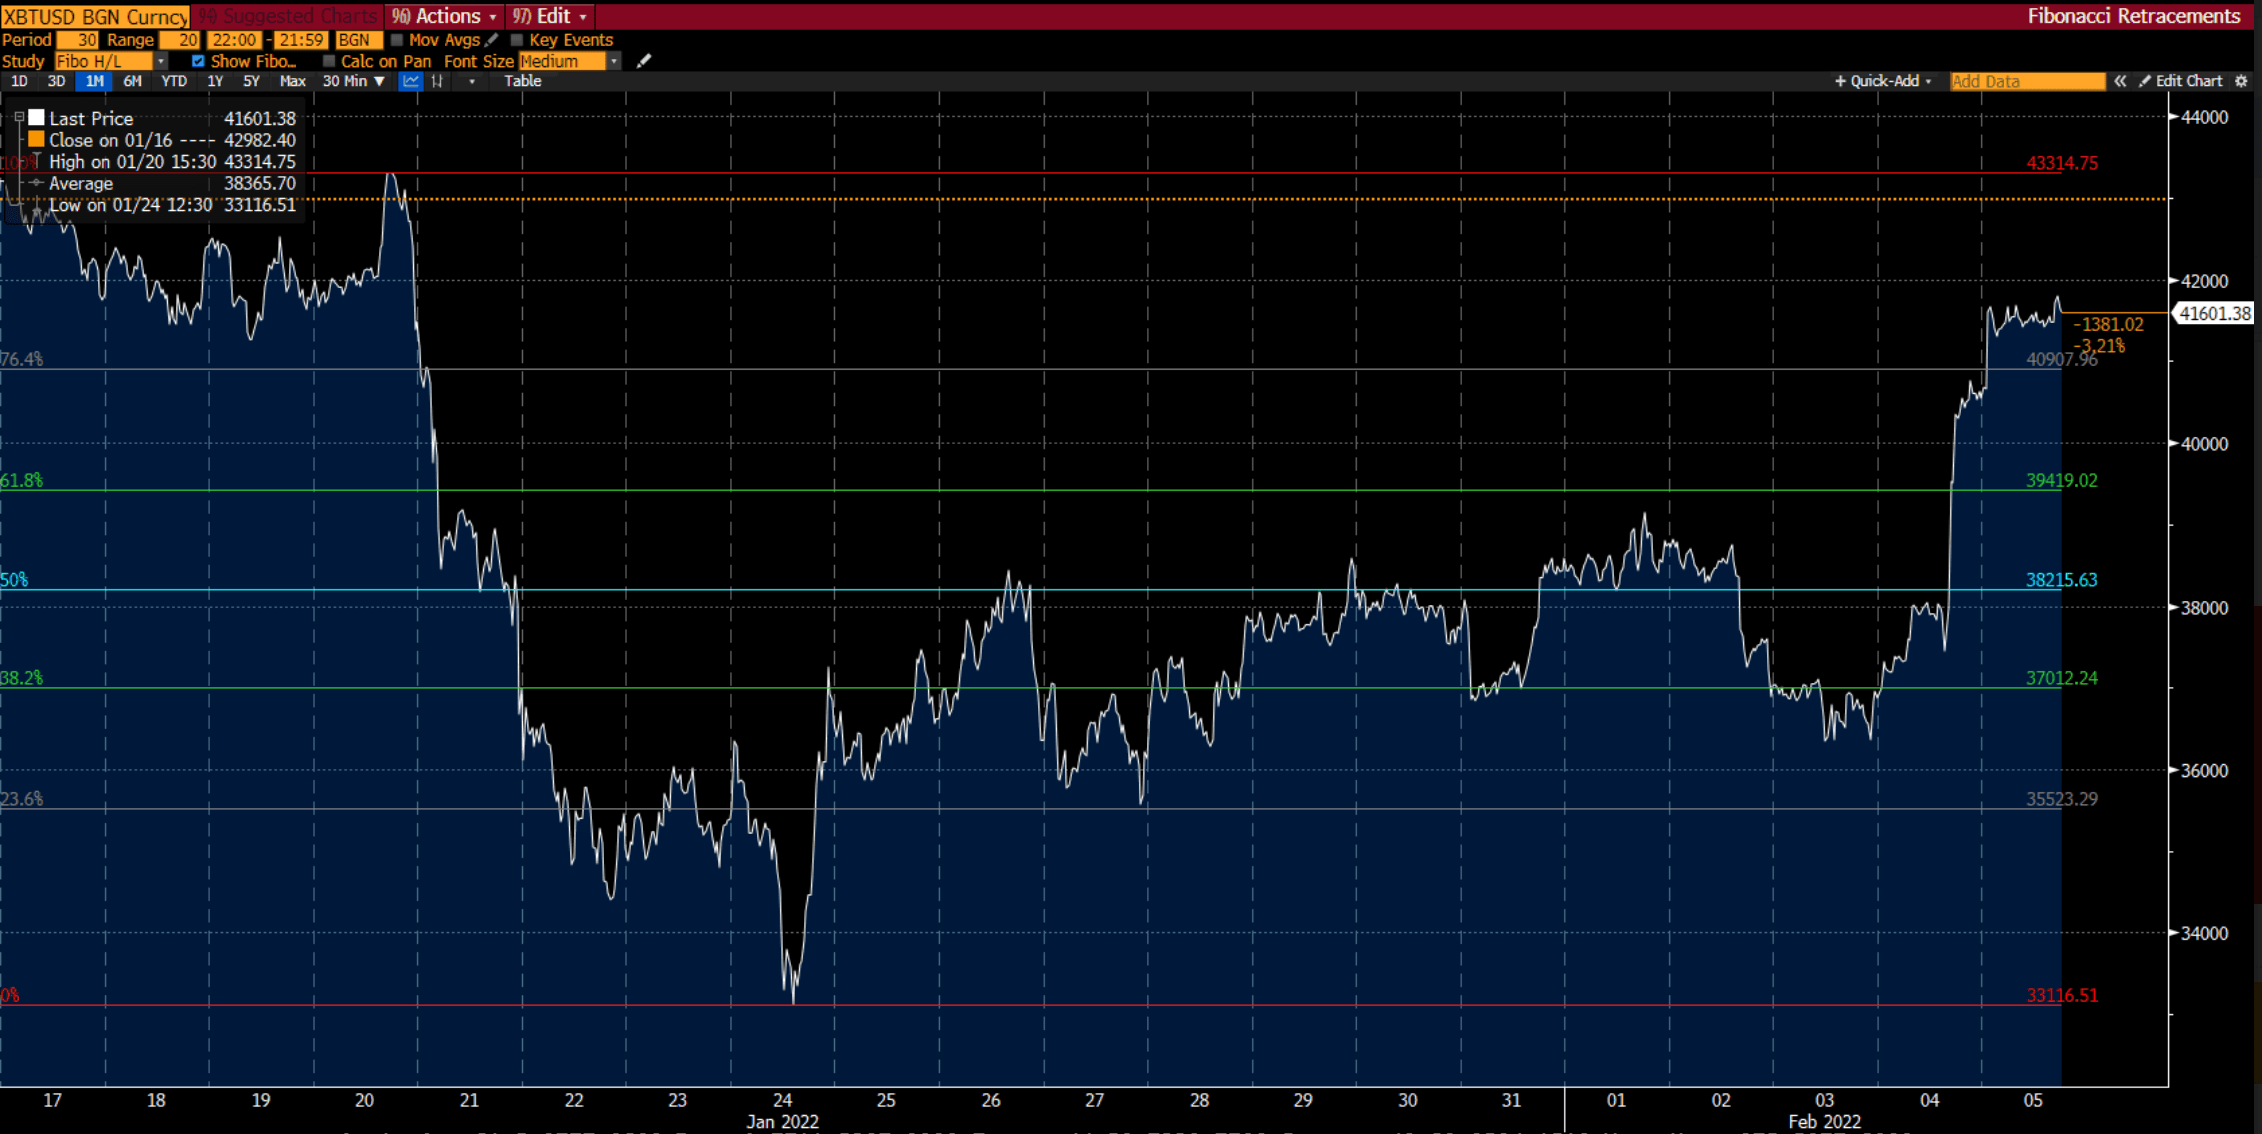 XBTUSD BGN Curncy 94) Suggested Charts 96) Actions 97) Edit Fibonacci Retracements
Period 30 Range 20 22:00 - 21:59 BGN Mov Avgs Key Events
Study Fibo H/L Show Fibo... Calc on Pan Font Size Medium
1D 3D 1M 6M YTD 1Y 5Y Max 30 Min ▼ Table + Quick-Add Add Data « Edit Chart
Last Price 41601.38
Close on 01/16 ---- 42982.40
High on 01/20 15:30 43314.75
Average 38365.70
Low on 01/24 12:30 33116.51
44000
100% 43314.75
42000
41601.38
-1381.02
-3,21%
76.4% 40907.96
40000
61.8% 39419.02
50% 38215.63
38000
38.2% 37012.24
36000
23.6% 35523.29
34000
0% 33116.51
17 18 19 20 21 22 23 24 25 26 27 28 29 30 31 01 02 03 04 05
Jan 2022 Feb 2022